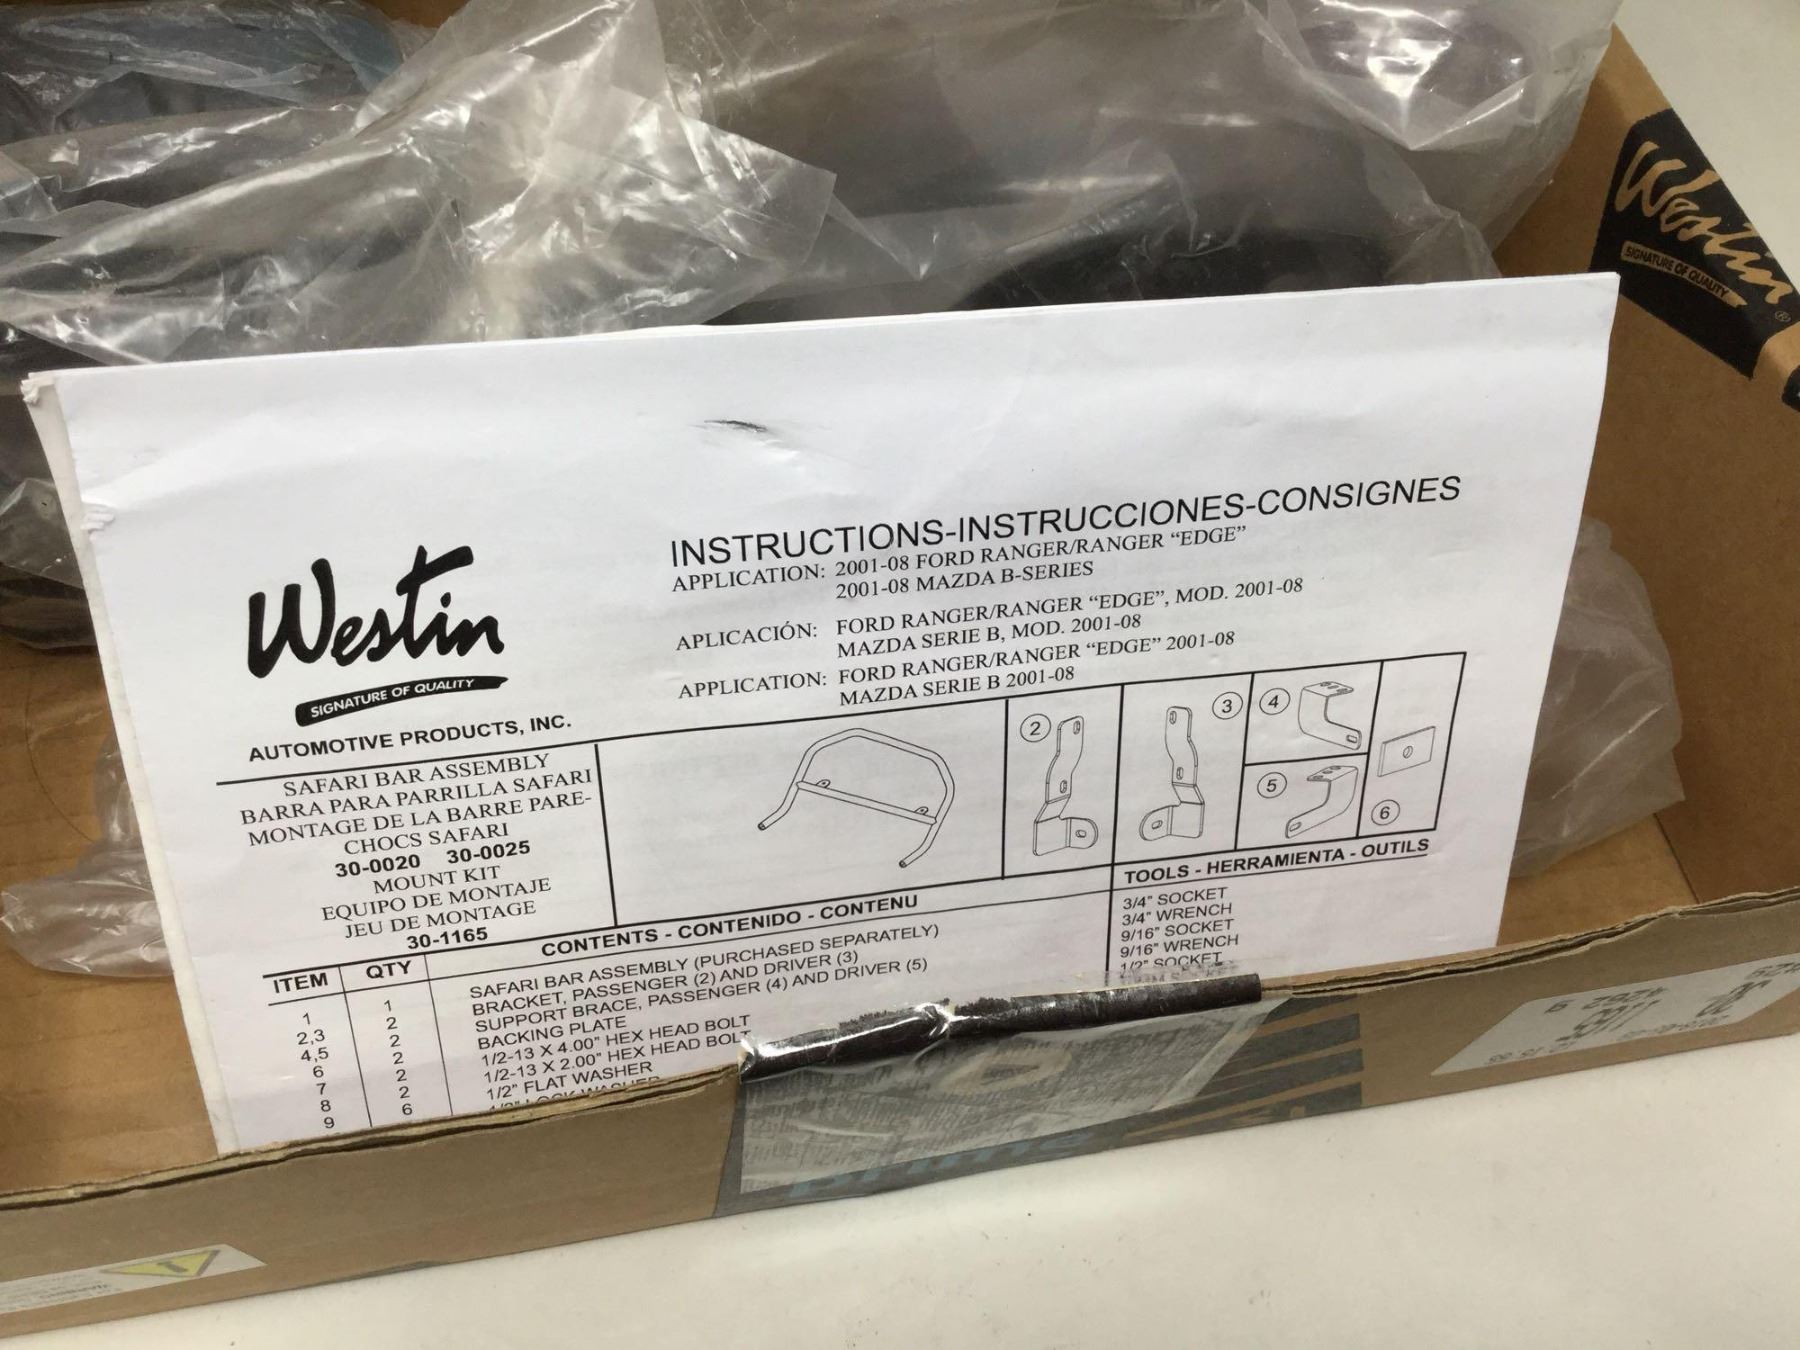 Westin
SIGNATURE OF QUALITY
®
Westin
SIGNATURE OF QUALITY
AUTOMOTIVE PRODUCTS, INC.
INSTRUCTIONS-INSTRUCCIONES-CONSIGNES
APPLICATION: 2001-08 FORD RANGER/RANGER “EDGE”
2001-08 MAZDA B-SERIES
APLICACIÓN: FORD RANGER/RANGER “EDGE”, MOD. 2001-08
MAZDA SERIE B, MOD. 2001-08
APPLICATION: FORD RANGER/RANGER “EDGE” 2001-08
MAZDA SERIE B 2001-08
SAFARI BAR ASSEMBLY
BARRA PARA PARRILLA SAFARI
MONTAGE DE LA BARRE PARE-
CHOCS SAFARI
30-0020 30-0025
MOUNT KIT
EQUIPO DE MONTAJE
JEU DE MONTAGE
30-1165
2
3
4
5
6
CONTENTS - CONTENIDO - CONTENU
ITEM QTY
1 1 SAFARI BAR ASSEMBLY (PURCHASED SEPARATELY)
2,3 2 BRACKET, PASSENGER (2) AND DRIVER (3)
4,5 2 SUPPORT BRACE, PASSENGER (4) AND DRIVER (5)
6 2 BACKING PLATE
7 2 1/2-13 X 4.00" HEX HEAD BOLT
8 2 1/2-13 X 2.00" HEX HEAD BOLT
9 6 1/2" FLAT WASHER
1/2" LOCK WASHER
TOOLS - HERRAMIENTA - OUTILS
3/4" SOCKET
3/4" WRENCH
9/16" SOCKET
9/16" WRENCH
1/2" SOCKET